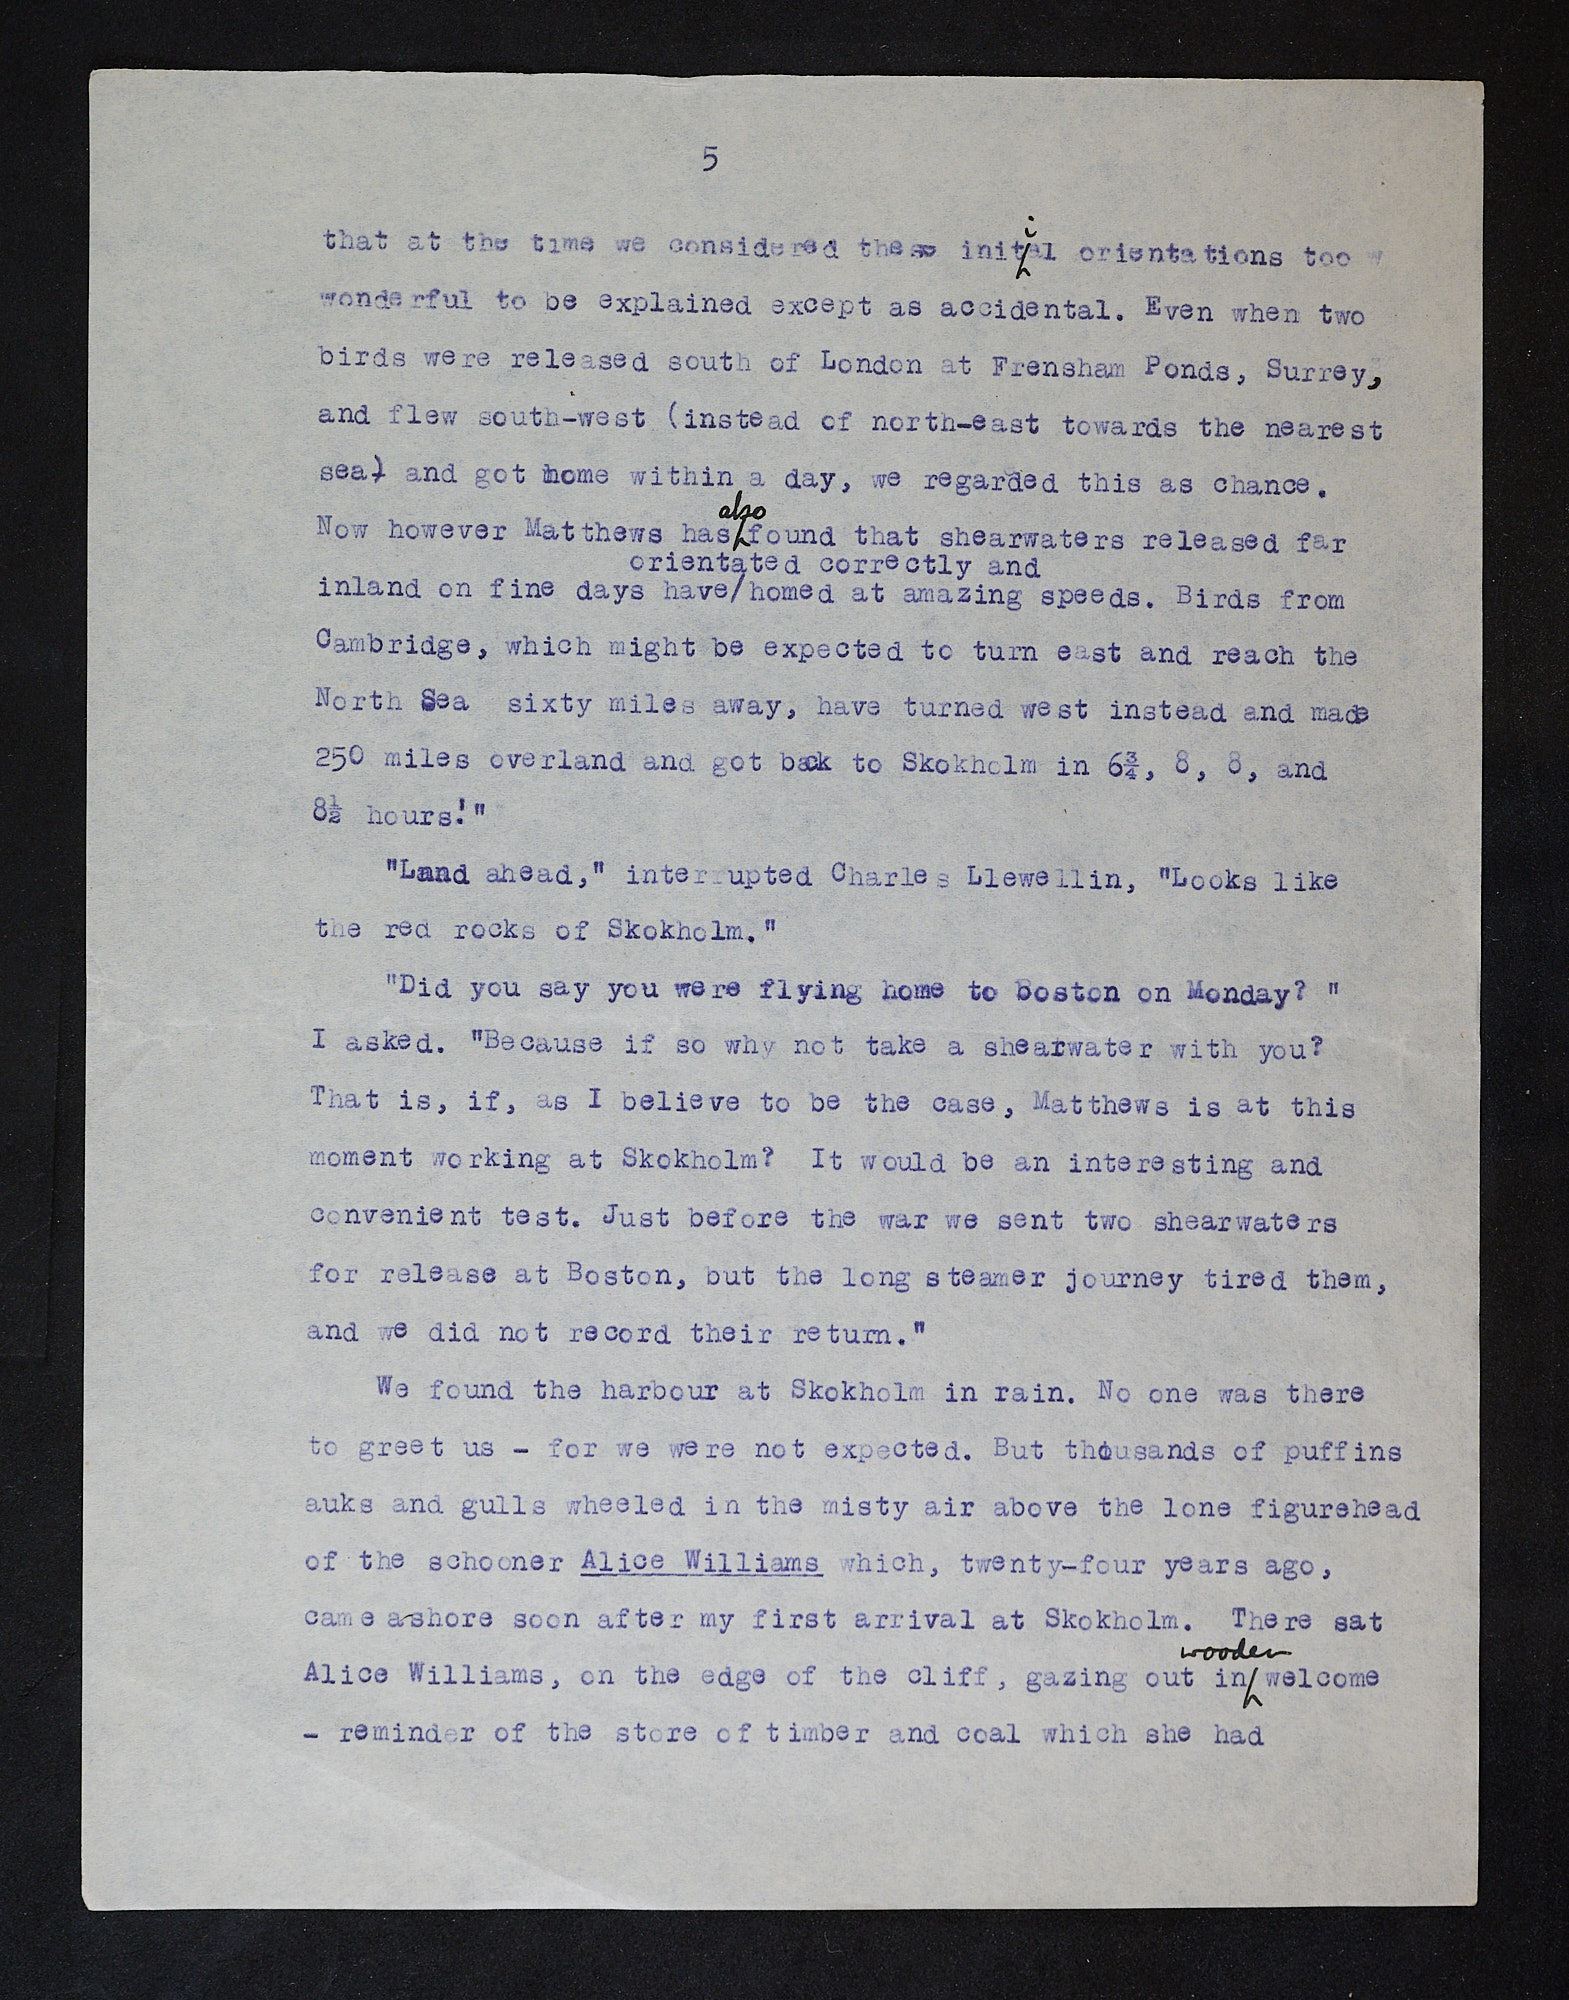 5
that at the time we considered these initial orientations too w
wonderful to be explained except as accidental. Even when two
birds were released south of London at Frensham Ponds, Surrey,
and flew south-west (instead of north-east towards the nearest
sea) and got home within a day, we regarded this as chance.
also
Now however Matthews has found that shearwaters released far
orientated correctly and
inland on fine days have/homed at amazing speeds. Birds from
Cambridge, which might be expected to turn east and reach the
North Sea sixty miles away, have turned west instead and made
250 miles overland and got back to Skokholm in 6¾, 8, 8, and
8½ hours!"
"Land ahead," interrupted Charles Llewellin, "Looks like
the red rocks of Skokholm."
"Did you say you were flying home to Boston on Monday? "
I asked. "Because if so why not take a shearwater with you?
That is, if, as I believe to be the case, Matthews is at this
moment working at Skokholm? It would be an interesting and
convenient test. Just before the war we sent two shearwaters
for release at Boston, but the long steamer journey tired them,
and we did not record their return."
We found the harbour at Skokholm in rain. No one was there
to greet us - for we were not expected. But thousands of puffins
auks and gulls wheeled in the misty air above the lone figurehead
of the schooner Alice Williams which, twenty-four years ago,
came ashore soon after my first arrival at Skokholm. There sat
wooden
Alice Williams, on the edge of the cliff, gazing out in welcome
- reminder of the store of timber and coal which she had